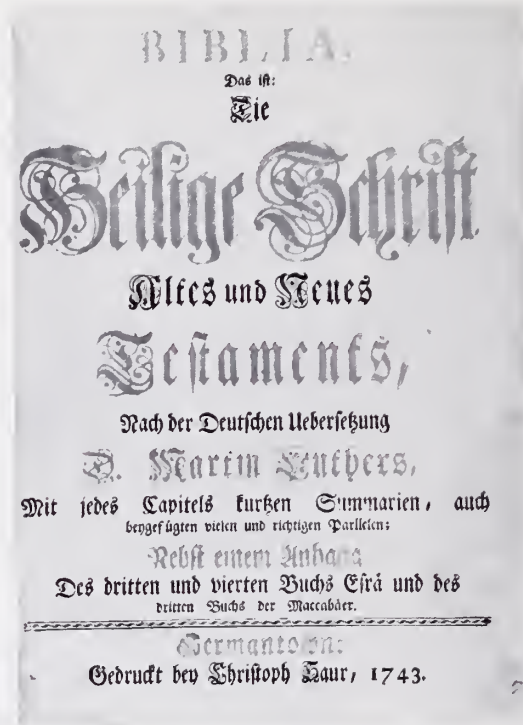 BIBLIA,
Das ist:
Die
Heilige Schrift
Altes und Neues
Testaments,
Nach der Deutschen Uebersetzung
D. Martin Luthers,
Mit jedes Capitels kurtzen Summarien, auch
beygefügten vielen und richtigen Parllelen;
Nebst einem Anhang
Des dritten und vierten Buchs Esrä und des
dritten Buchs der Maccabäer.
Germantown:
Gedruckt bey Christoph Saur, 1743.